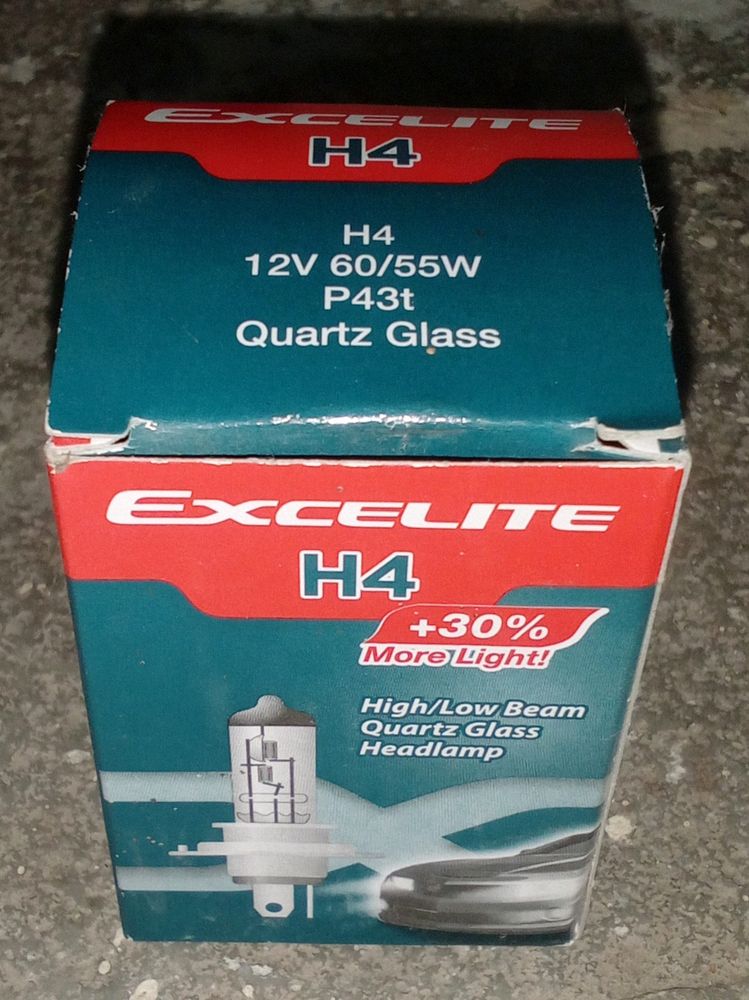 EXCELITE
H4
H4
12V 60/55W
P43t
Quartz Glass
EXCELITE
H4
+30%
More Light!
High/Low Beam
Quartz Glass
Headlamp